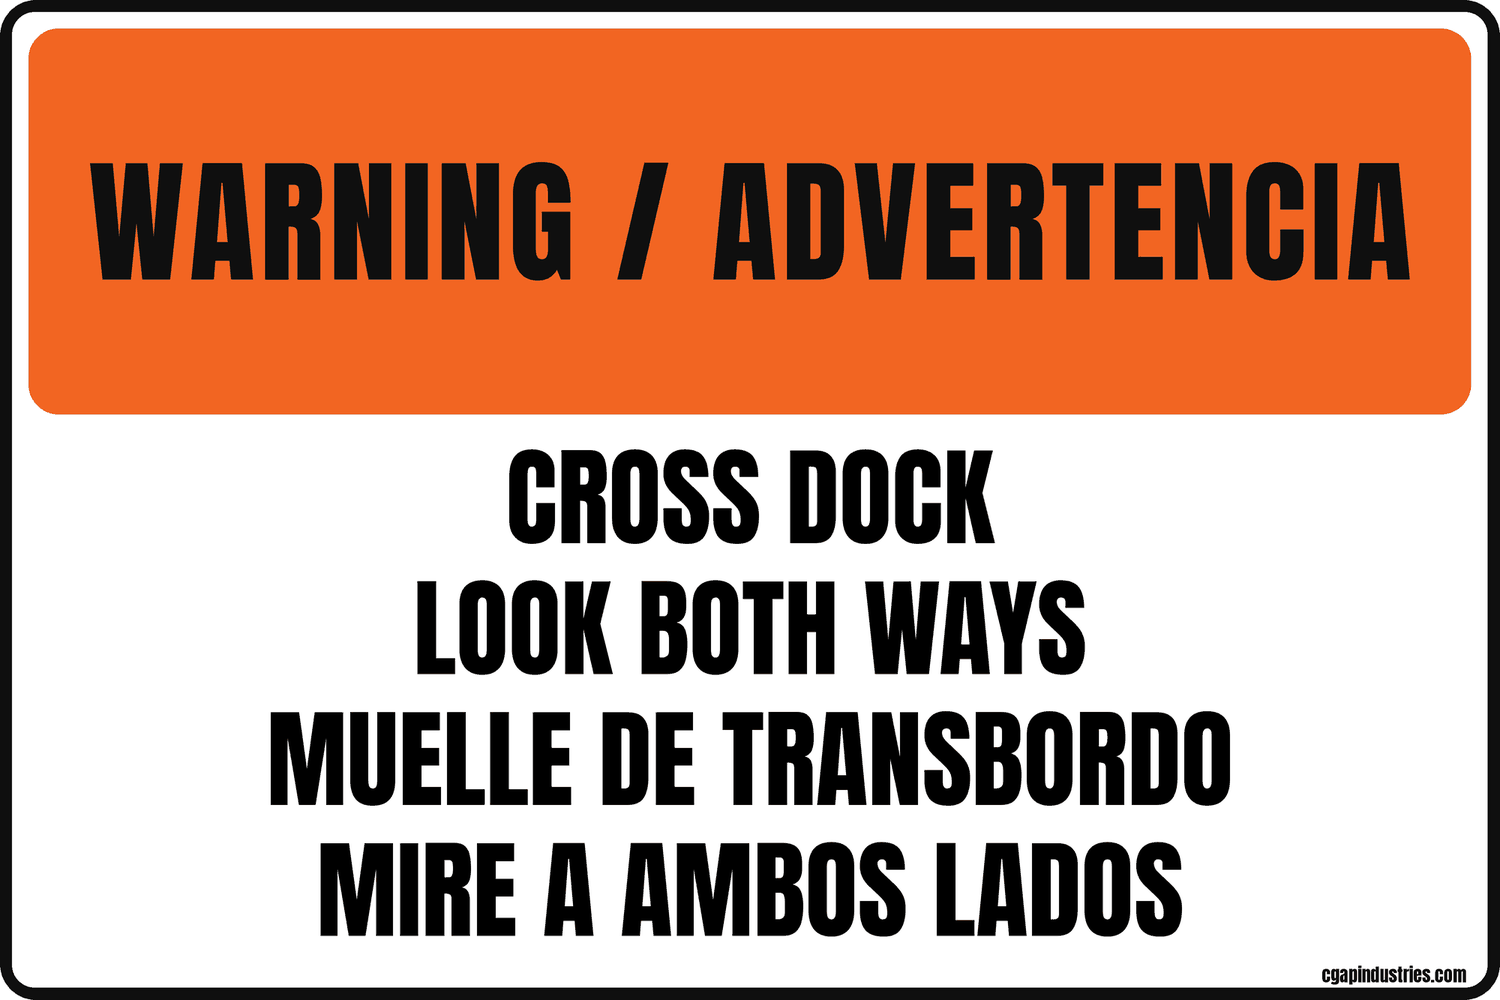 WARNING / ADVERTENCIA
CROSS DOCK
LOOK BOTH WAYS
MUELLE DE TRANSBORDO
MIRE A AMBOS LADOS
cgapindustries.com